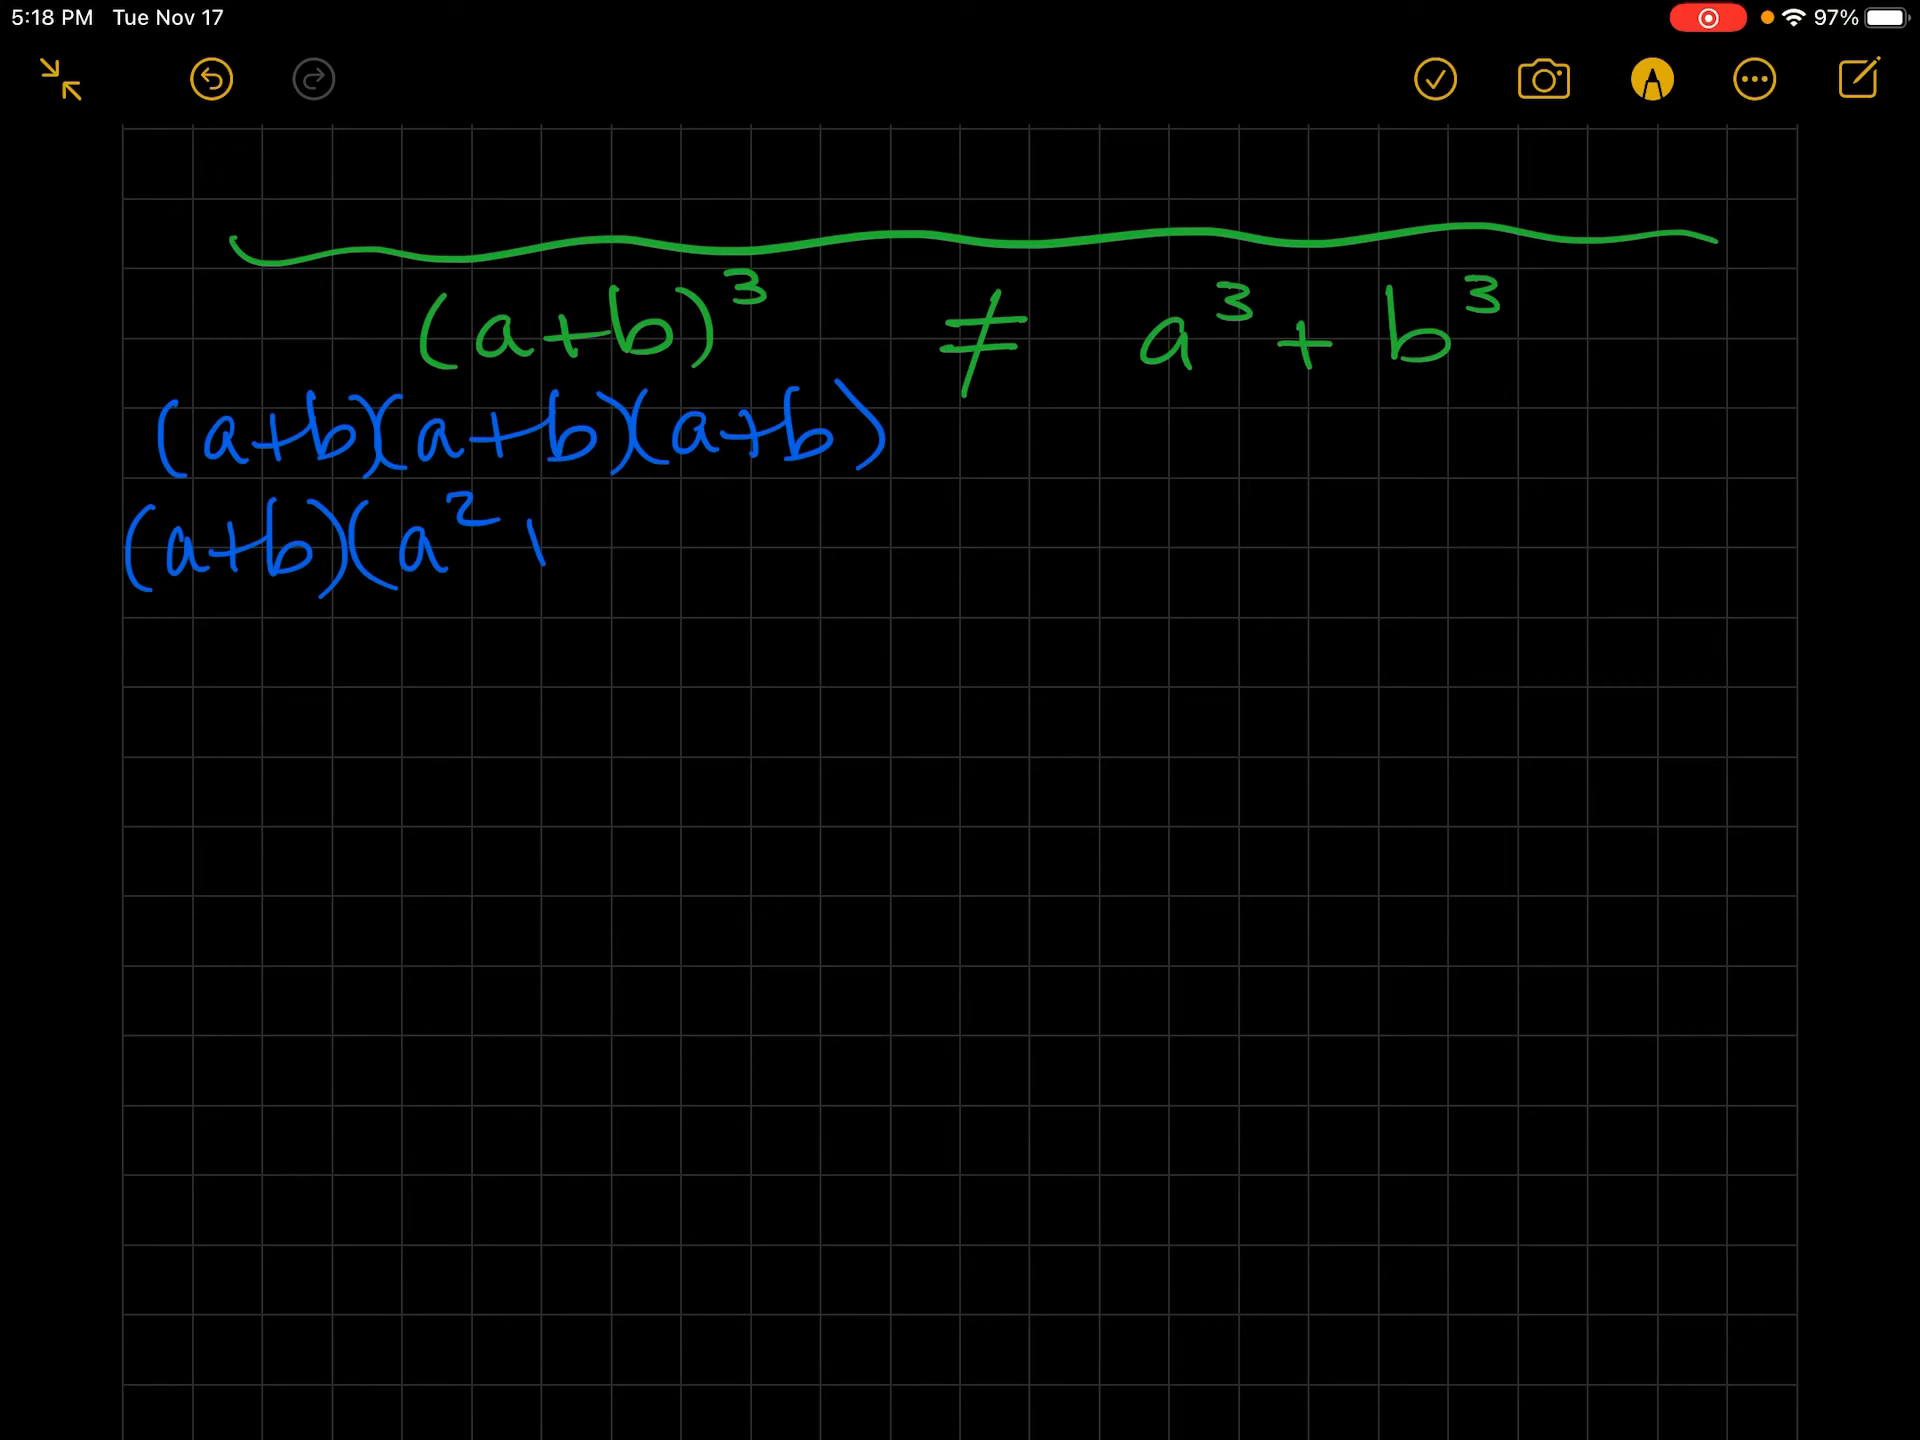 5:18 PM Tue Nov 17 97%
(a+b)³ ≠ a³ + b³
(a+b)(a+b)(a+b)
(a+b)(a²